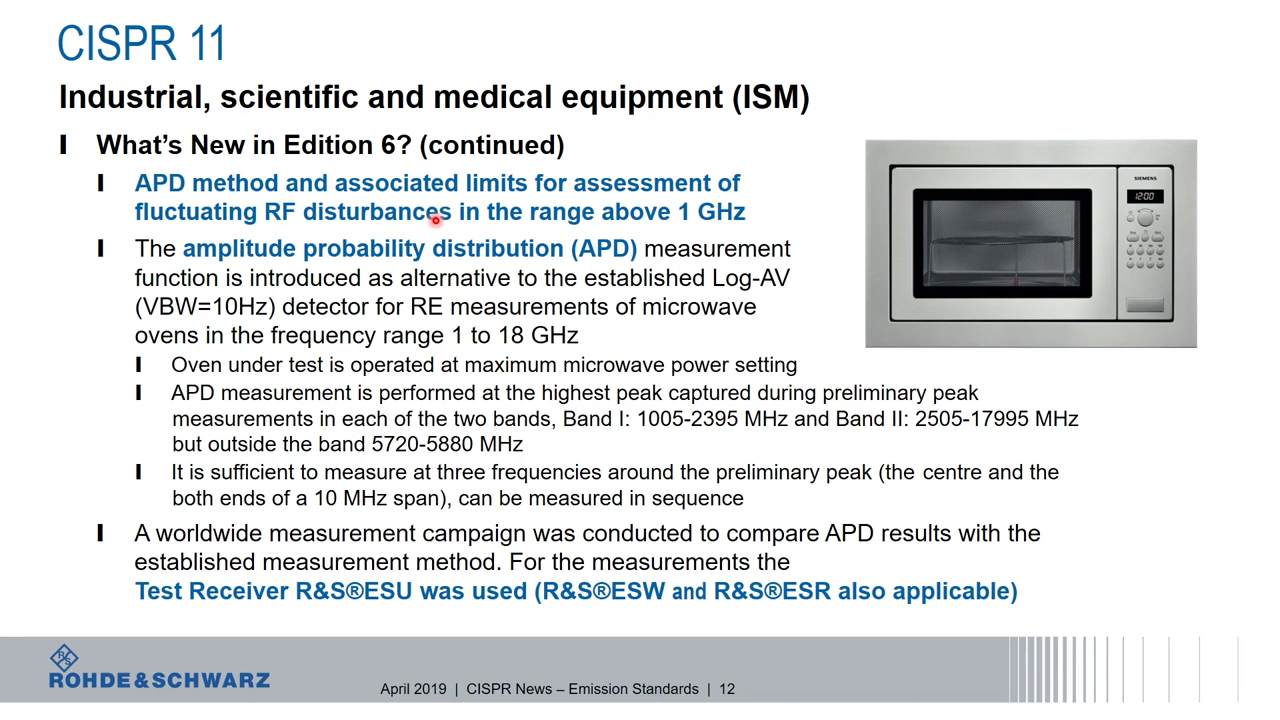 CISPR 11
Industrial, scientific and medical equipment (ISM)
What’s New in Edition 6? (continued)
APD method and associated limits for assessment of
fluctuating RF disturbances in the range above 1 GHz
The amplitude probability distribution (APD) measurement
function is introduced as alternative to the established Log-AV
(VBW=10Hz) detector for RE measurements of microwave
ovens in the frequency range 1 to 18 GHz
Oven under test is operated at maximum microwave power setting
APD measurement is performed at the highest peak captured during preliminary peak
measurements in each of the two bands, Band I: 1005-2395 MHz and Band II: 2505-17995 MHz
but outside the band 5720-5880 MHz
It is sufficient to measure at three frequencies around the preliminary peak (the centre and the
both ends of a 10 MHz span), can be measured in sequence
A worldwide measurement campaign was conducted to compare APD results with the
established measurement method. For the measurements the
Test Receiver R&S®ESU was used (R&S®ESW and R&S®ESR also applicable)
SIEMENS
12:00
R&S
ROHDE&SCHWARZ
April 2019 | CISPR News – Emission Standards | 12